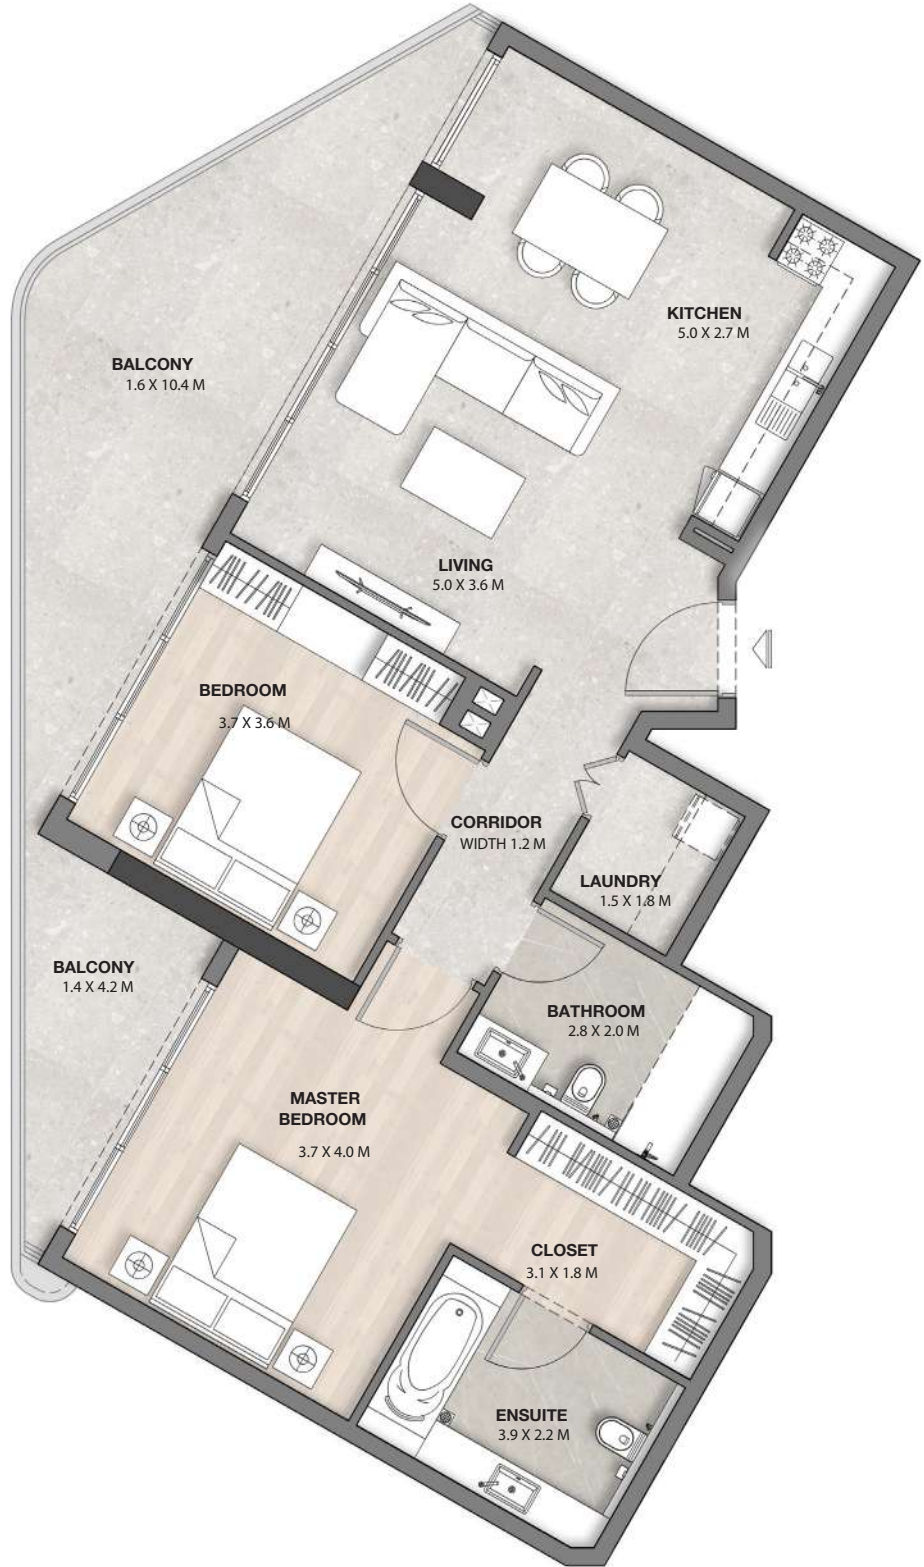 KITCHEN
5.0 X 2.7 M
BALCONY
1.6 X 10.4 M
LIVING
5.0 X 3.6 M
BEDROOM
3.7 X 3.6 M
CORRIDOR
WIDTH 1.2 M
LAUNDRY
1.5 X 1.8 M
BALCONY
1.4 X 4.2 M
BATHROOM
2.8 X 2.0 M
MASTER
BEDROOM
3.7 X 4.0 M
CLOSET
3.1 X 1.8 M
ENSUITE
3.9 X 2.2 M